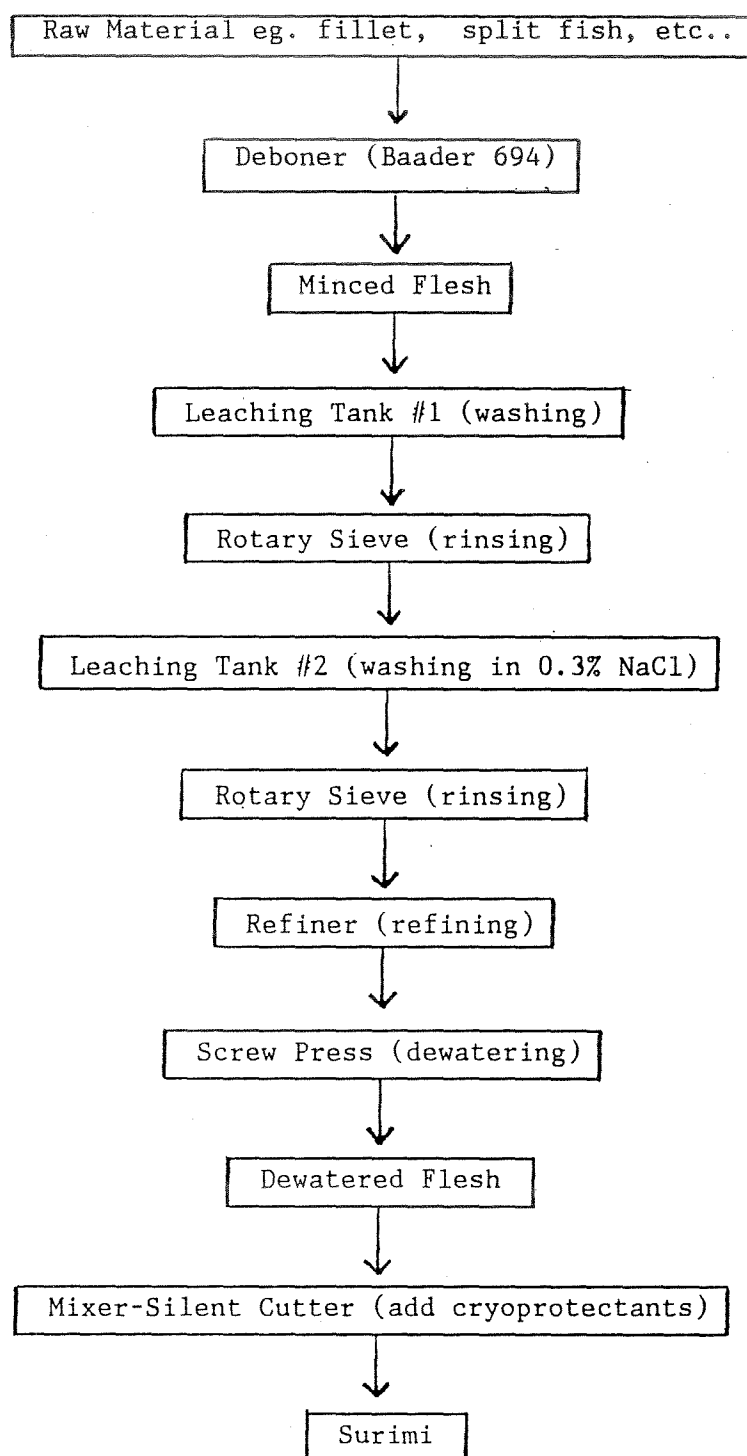 Raw Material eg. fillet, split fish, etc..
Deboner (Baader 694)
Minced Flesh
Leaching Tank #1 (washing)
Rotary Sieve (rinsing)
Leaching Tank #2 (washing in 0.3% NaCl)
Rotary Sieve (rinsing)
Refiner (refining)
Screw Press (dewatering)
Dewatered Flesh
Mixer-Silent Cutter (add cryoprotectants)
Surimi